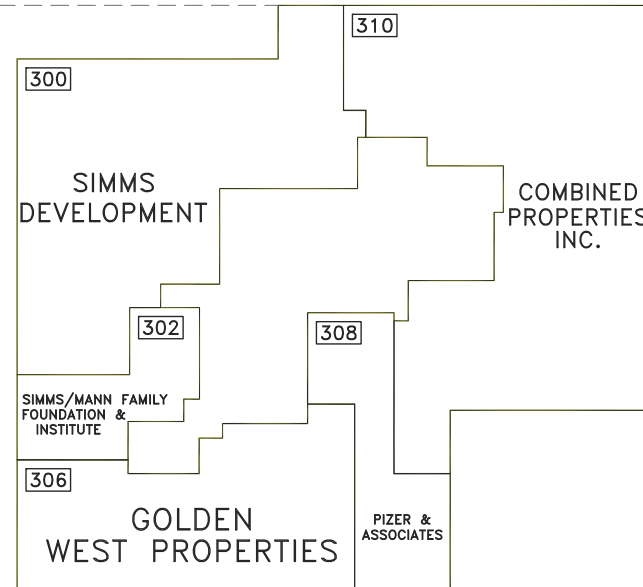 310
300
SIMMS
DEVELOPMENT
COMBINED
PROPERTIES
INC.
302
308
SIMMS/MANN FAMILY
FOUNDATION &
INSTITUTE
306
GOLDEN
WEST PROPERTIES
PIZER &
ASSOCIATES